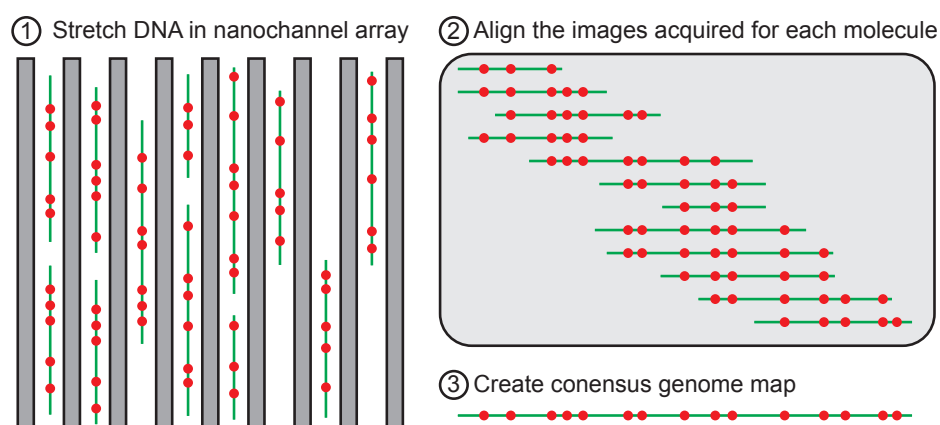 1 Stretch DNA in nanochannel array
2 Align the images acquired for each molecule
3 Create conensus genome map